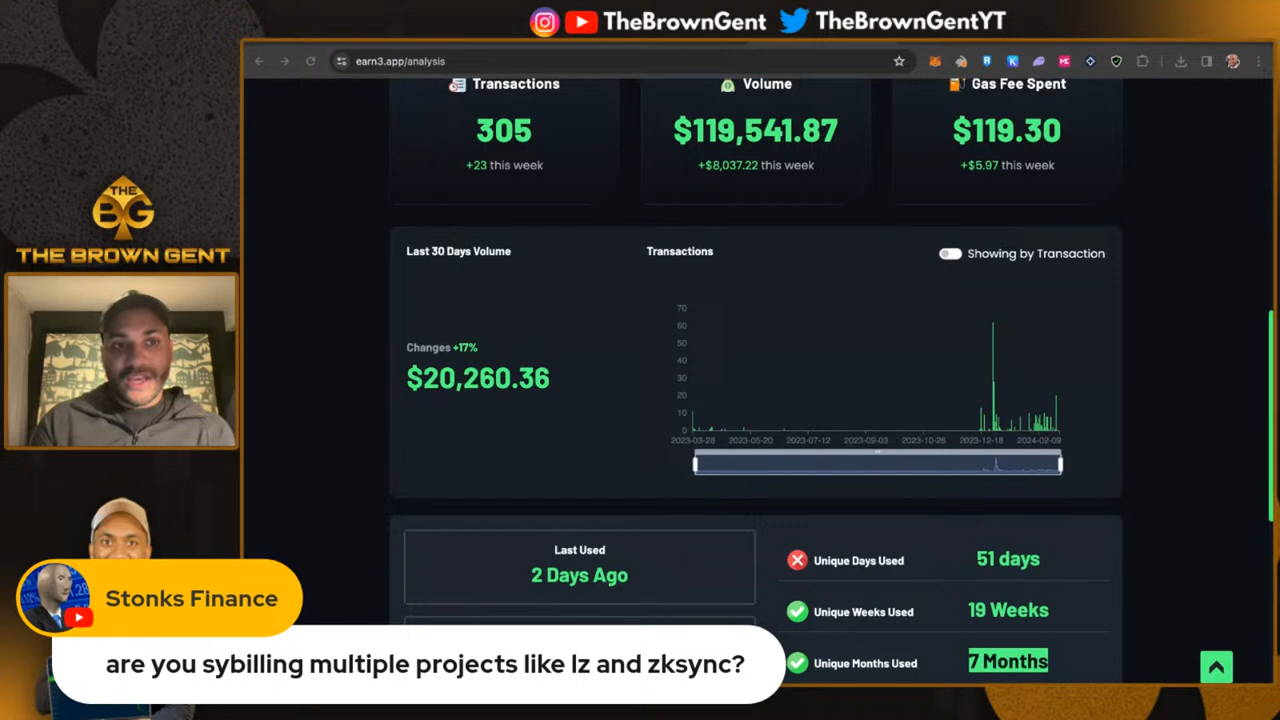 TheBrownGent TheBrownGentYT
earn3.app/analysis
Transactions
305
+23 this week
Volume
$119,541.87
+$8,037.22 this week
Gas Fee Spent
$119.30
+$5.97 this week
THE
BG
THE BROWN GENT
Last 30 Days Volume
Changes +17%
$20,260.36
Transactions
Showing by Transaction
70
60
50
40
30
20
10
0
2023-03-28 2023-05-20 2023-07-12 2023-09-03 2023-10-26 2023-12-18 2024-02-09
Last Used
2 Days Ago
Unique Days Used 51 days
Unique Weeks Used 19 Weeks
Unique Months Used 7 Months
Stonks Finance
are you sybilling multiple projects like lz and zksync?